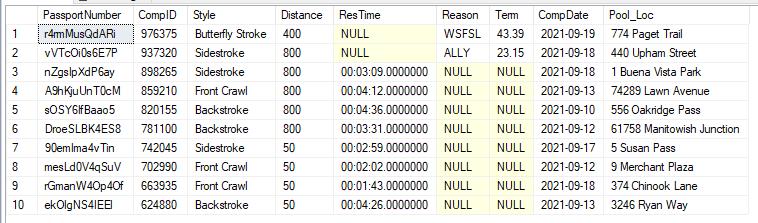 PassportNumber CompID Style Distance ResTime Reason Term CompDate Pool_Loc
1 r4rmMusQdARi 976375 Butterfly Stroke 400 NULL WSFSL 43.39 2021-09-19 774 Paget Trail
2 vVTcOi0s6E7P 937320 Sidestroke 800 NULL ALLY 23.15 2021-09-18 440 Upham Street
3 nZgslpXdP6ay 898265 Sidestroke 800 00:03:09.0000000 NULL NULL 2021-09-18 1 Buena Vista Park
4 A9hKjuUnT0cM 859210 Front Crawl 800 00:04:12.0000000 NULL NULL 2021-09-13 74289 Lawn Avenue
5 sOSY6lfBaao5 820155 Backstroke 800 00:04:36.0000000 NULL NULL 2021-09-10 556 Oakridge Pass
6 DroeSLBK4ES8 781100 Backstroke 800 00:03:31.0000000 NULL NULL 2021-09-12 61758 Manitowish Junction
7 90emlma4vTin 742045 Sidestroke 50 00:02:59.0000000 NULL NULL 2021-09-17 5 Susan Pass
8 mesLd0V4qSuV 702990 Front Crawl 50 00:02:02.0000000 NULL NULL 2021-09-12 9 Merchant Plaza
9 rGmanW4Op4Of 663935 Front Crawl 50 00:01:43.0000000 NULL NULL 2021-09-18 374 Chinook Lane
10 ekOlgNS4IEEl 624880 Backstroke 50 00:04:26.0000000 NULL NULL 2021-09-13 3246 Ryan Way